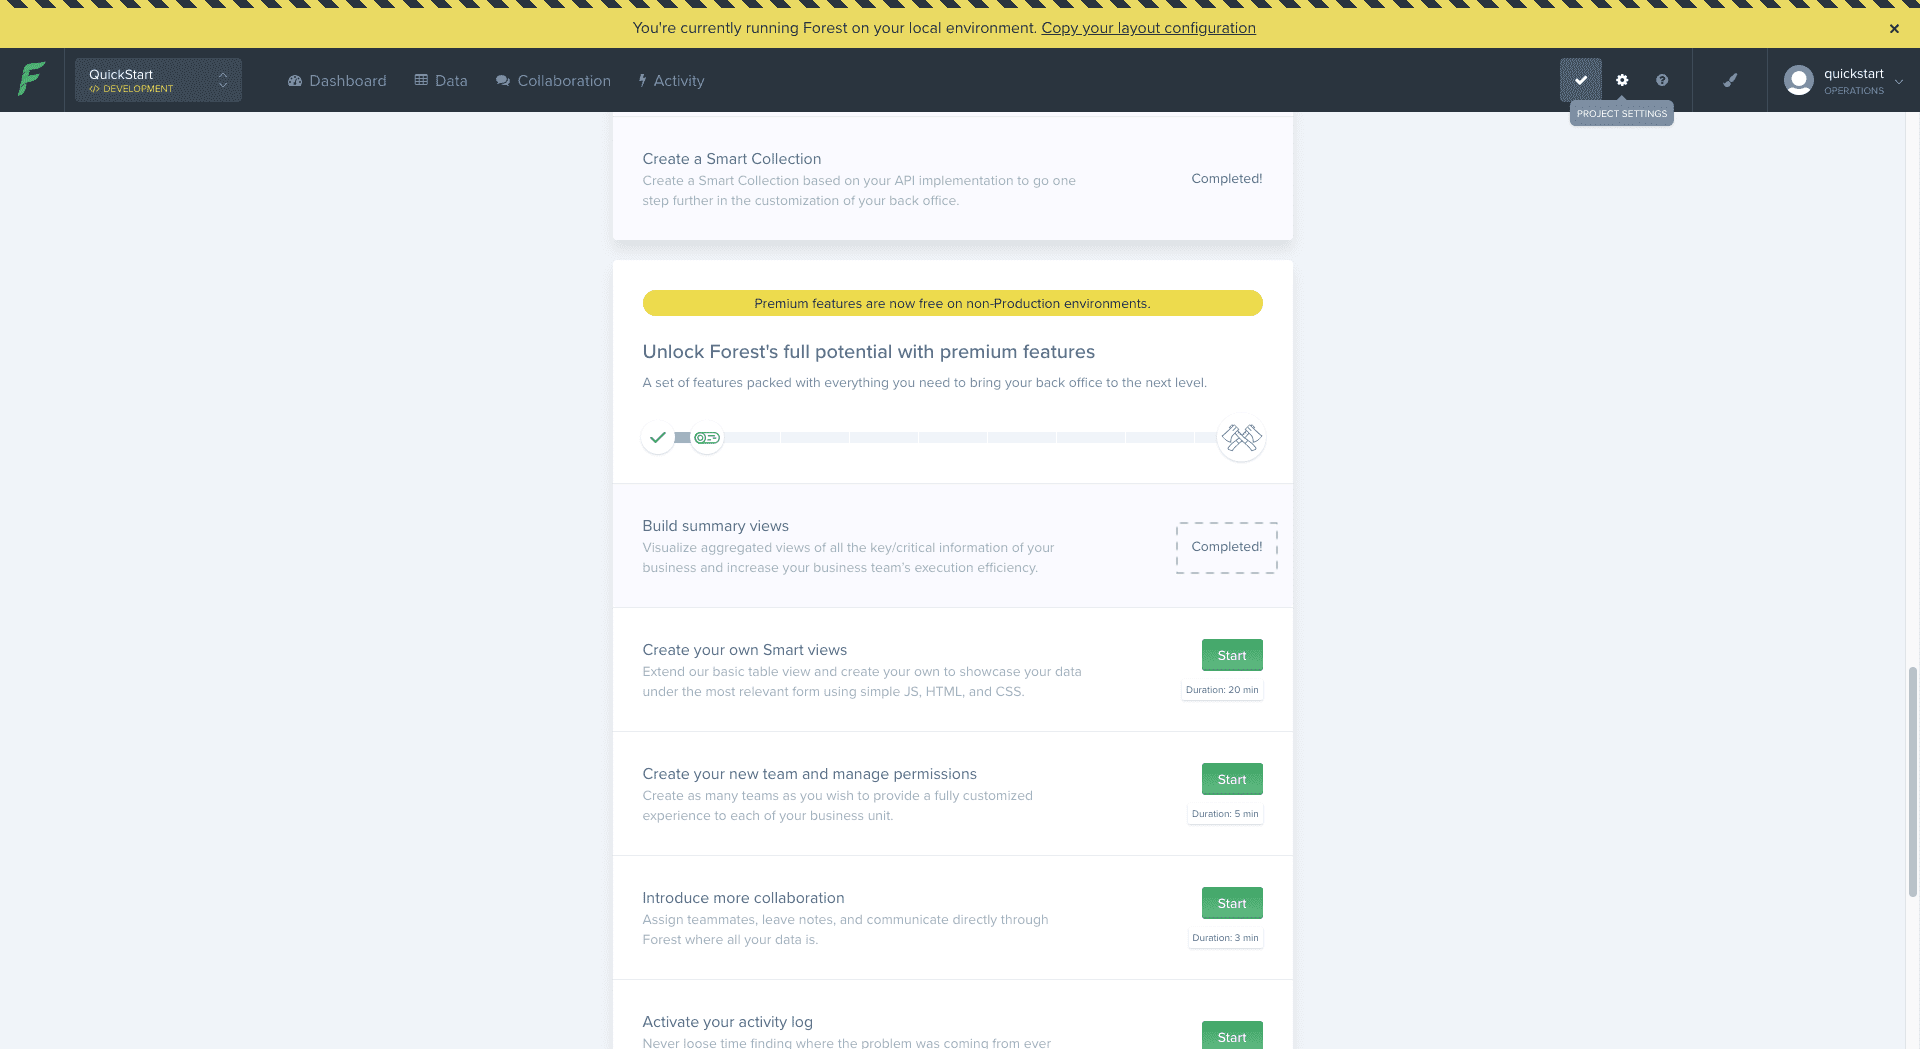 You're currently running Forest on your local environment. Copy your layout configuration
QuickStart
</> DEVELOPMENT
Dashboard
Data
Collaboration
Activity
quickstart
OPERATIONS
PROJECT SETTINGS
Create a Smart Collection
Create a Smart Collection based on your API implementation to go one
step further in the customization of your back office.
Completed!
Premium features are now free on non-Production environments.
Unlock Forest's full potential with premium features
A set of features packed with everything you need to bring your back office to the next level.
Build summary views
Visualize aggregated views of all the key/critical information of your
business and increase your business team's execution efficiency.
Completed!
Create your own Smart views
Extend our basic table view and create your own to showcase your data
under the most relevant form using simple JS, HTML, and CSS.
Start
Duration: 20 min
Create your new team and manage permissions
Create as many teams as you wish to provide a fully customized
experience to each of your business unit.
Start
Duration: 5 min
Introduce more collaboration
Assign teammates, leave notes, and communicate directly through
Forest where all your data is.
Start
Duration: 3 min
Activate your activity log
Never loose time finding where the problem was coming from ever
Start